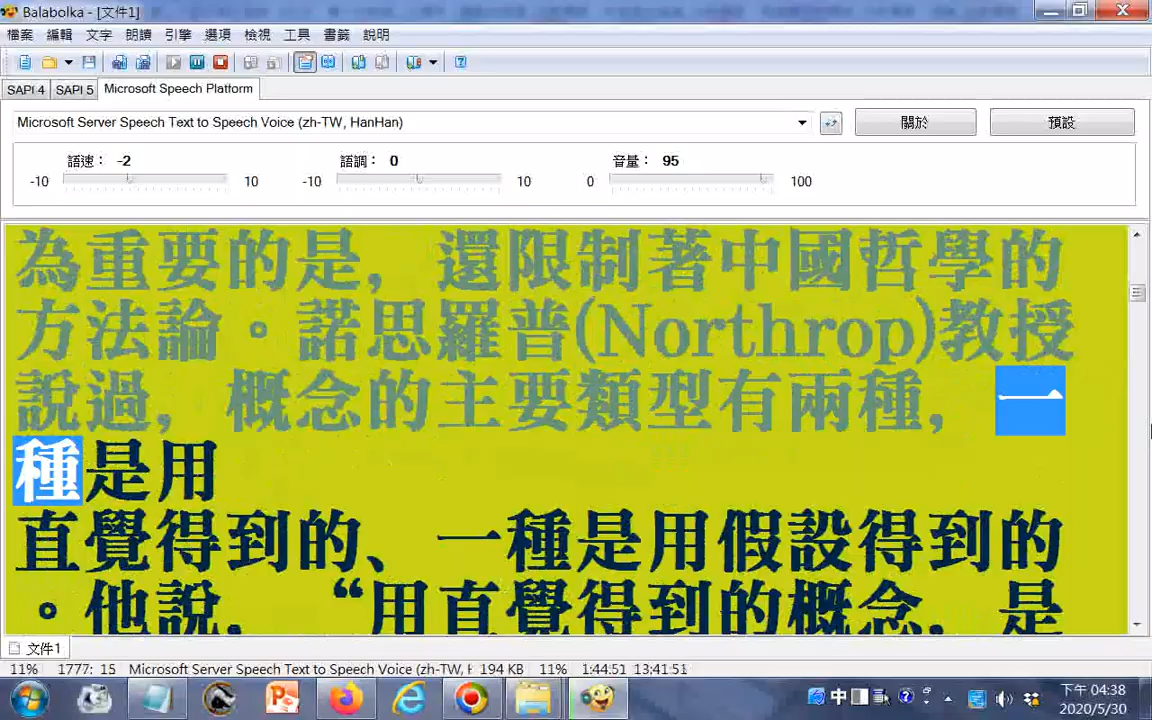 Balabolka - [文件1]
檔案 編輯 文字 朗讀 引擎 選項 檢視 工具 書籤 說明
SAPI 4 SAPI 5 Microsoft Speech Platform
Microsoft Server Speech Text to Speech Voice (zh-TW, HanHan) 關於 預設
語速： -2 語調： 0 音量： 95
-10 10 -10 10 0 100
為重要的是，還限制著中國哲學的
方法論。諾思羅普(Northrop)教授
說過，概念的主要類型有兩種，一
種是用
直覺得到的、一種是用假設得到的
。他說，“用直覺得到的概念，是
文件1
11% 1777: 15 Microsoft Server Speech Text to Speech Voice (zh-TW, H 194 KB 11% 1:44:51 13:41:51
中 下午 04:38
2020/5/30